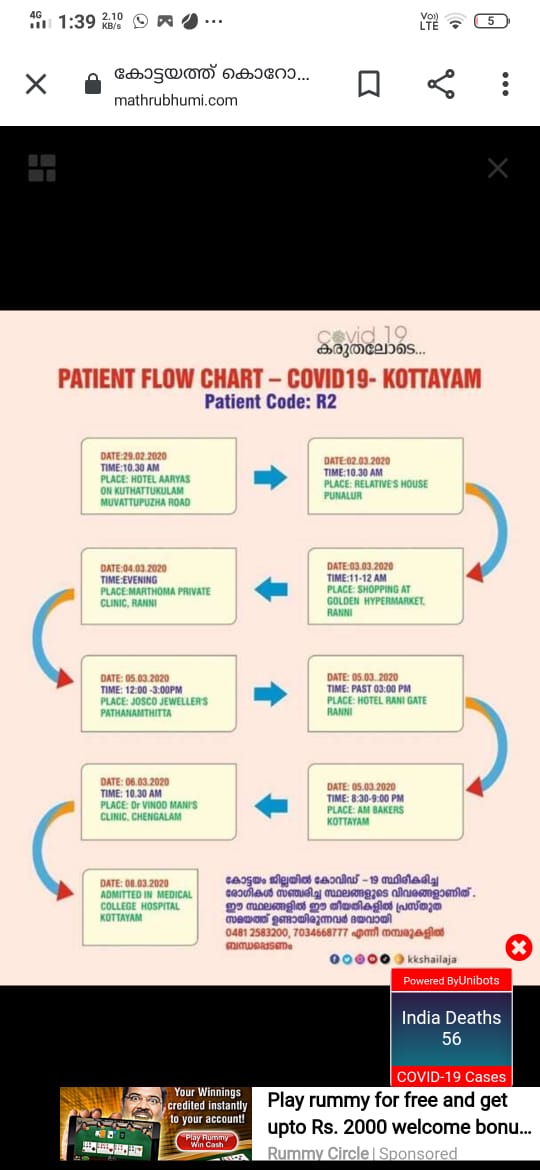 4G 1:39 2.10 KB/s ... Vo) LTE 5
കോട്ടയത്ത് കൊറോ...
mathrubhumi.com
covid 19
കരുതലോടെ...
PATIENT FLOW CHART – COVID19- KOTTAYAM
Patient Code: R2
DATE:29.02.2020
TIME:10.30 AM
PLACE: HOTEL AARYAS
ON KUTHATTUKULAM
MUVATTUPUZHA ROAD
DATE:02.03.2020
TIME:10.30 AM
PLACE: RELATIVE'S HOUSE
PUNALUR
DATE:03.03.2020
TIME:11-12 AM
PLACE: SHOPPING AT
GOLDEN HYPERMARKET,
RANNI
DATE:04.03.2020
TIME:EVENING
PLACE:MARTHOMA PRIVATE
CLINIC, RANNI
DATE: 05.03.2020
TIME: 12:00 -3:00PM
PLACE: JOSCO JEWELLER'S
PATHANAMTHITTA
DATE: 05.03..2020
TIME: PAST 03:00 PM
PLACE: HOTEL RANI GATE
RANNI
DATE: 05.03.2020
TIME: 8:30-9:00 PM
PLACE: AM BAKERS
KOTTAYAM
DATE: 06.03.2020
TIME: 10.30 AM
PLACE: Dr VINOD MANI'S
CLINIC, CHENGALAM
DATE: 08.03.2020
ADMITTED IN MEDICAL
COLLEGE HOSPITAL
KOTTAYAM
കോട്ടയം ജില്ലയിൽ കോവിഡ് – 19 സ്ഥിരീകരിച്ച
രോഗികൾ സഞ്ചരിച്ച സ്ഥലങ്ങളുടെ വിവരങ്ങളാണിത് .
ഈ സ്ഥലങ്ങളിൽ ഈ തീയതികളിൽ പ്രസ്തുത
സമയത്ത് ഉണ്ടായിരുന്നവർ ദയവായി
0481 2583200, 7034668777 എന്നീ നമ്പരുകളിൽ
ബന്ധപ്പെടണം
kkshailaja
Powered ByUnibots
India Deaths
56
COVID-19 Cases
Your Winnings
credited instantly
to your account!
Play Rummy
Win Cash
Play rummy for free and get
upto Rs. 2000 welcome bonu...
Rummy Circle | Sponsored